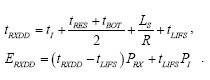 t_{RXDD} = t_I + \frac{t_{RES} + t_{BOT}}{2} + \frac{L_S}{R} + t_{LIFS},
E_{RXDD} = (t_{RXDD} - t_{LIFS}) P_{RX} + t_{LIFS} P_I .